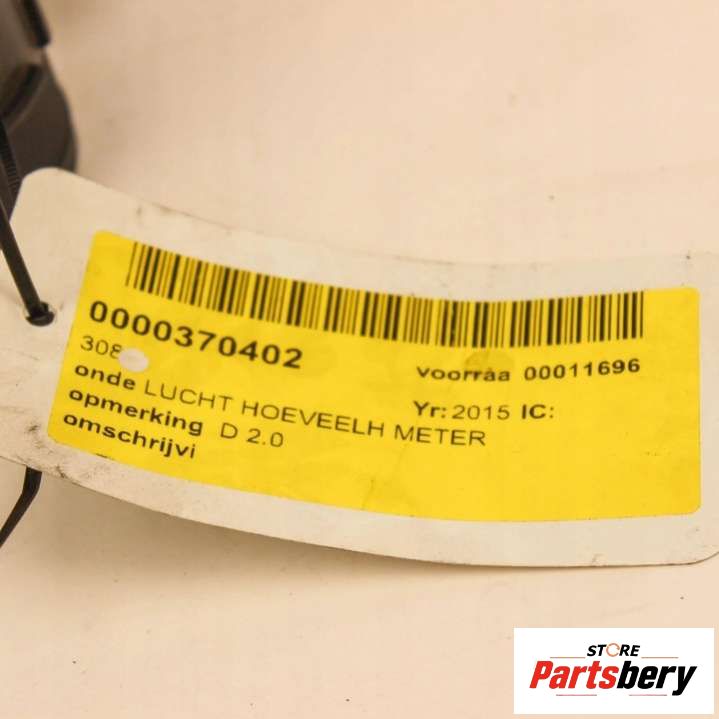 0000370402
308
voorraa 00011696
onde LUCHT HOEVEELH METER
Yr: 2015 IC:
opmerking D 2.0
omschrijvi
STORE
Partsbery